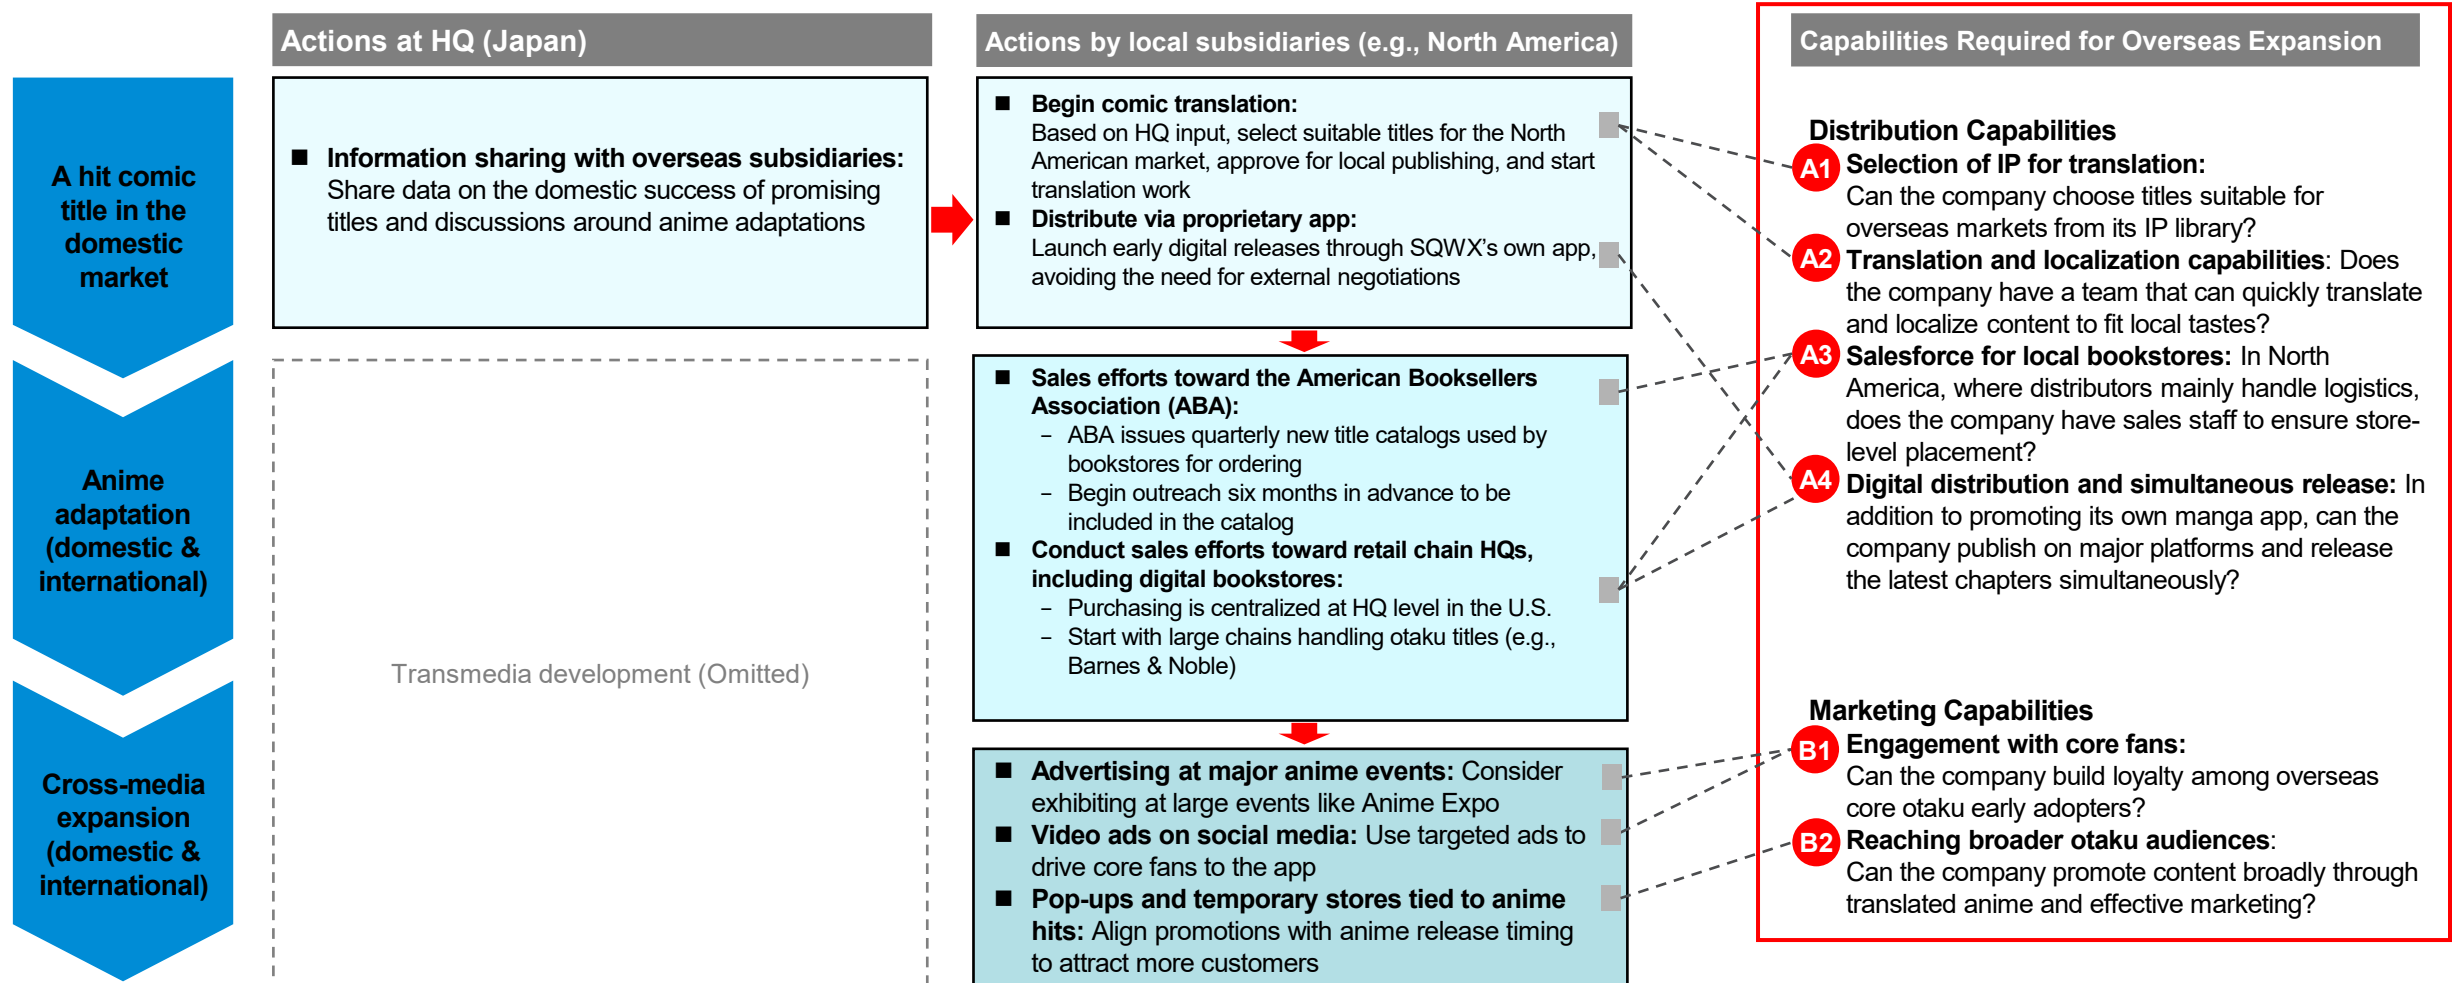 Actions at HQ (Japan)
Actions by local subsidiaries (e.g., North America)
Capabilities Required for Overseas Expansion
A hit comic
title in the
domestic
market
Anime
adaptation
(domestic &
international)
Cross-media
expansion
(domestic &
international)
■ Information sharing with overseas subsidiaries:
Share data on the domestic success of promising
titles and discussions around anime adaptations
Transmedia development (Omitted)
■ Begin comic translation:
Based on HQ input, select suitable titles for the North
American market, approve for local publishing, and start
translation work
■ Distribute via proprietary app:
Launch early digital releases through SQWX’s own app,
avoiding the need for external negotiations
■ Sales efforts toward the American Booksellers
Association (ABA):
– ABA issues quarterly new title catalogs used by
bookstores for ordering
– Begin outreach six months in advance to be
included in the catalog
■ Conduct sales efforts toward retail chain HQs,
including digital bookstores:
– Purchasing is centralized at HQ level in the U.S.
– Start with large chains handling otaku titles (e.g.,
Barnes & Noble)
■ Advertising at major anime events: Consider
exhibiting at large events like Anime Expo
■ Video ads on social media: Use targeted ads to
drive core fans to the app
■ Pop-ups and temporary stores tied to anime
hits: Align promotions with anime release timing
to attract more customers
Distribution Capabilities
A1 Selection of IP for translation:
Can the company choose titles suitable for
overseas markets from its IP library?
A2 Translation and localization capabilities: Does
the company have a team that can quickly translate
and localize content to fit local tastes?
A3 Salesforce for local bookstores: In North
America, where distributors mainly handle logistics,
does the company have sales staff to ensure store-
level placement?
A4 Digital distribution and simultaneous release: In
addition to promoting its own manga app, can the
company publish on major platforms and release
the latest chapters simultaneously?
Marketing Capabilities
B1 Engagement with core fans:
Can the company build loyalty among overseas
core otaku early adopters?
B2 Reaching broader otaku audiences:
Can the company promote content broadly through
translated anime and effective marketing?